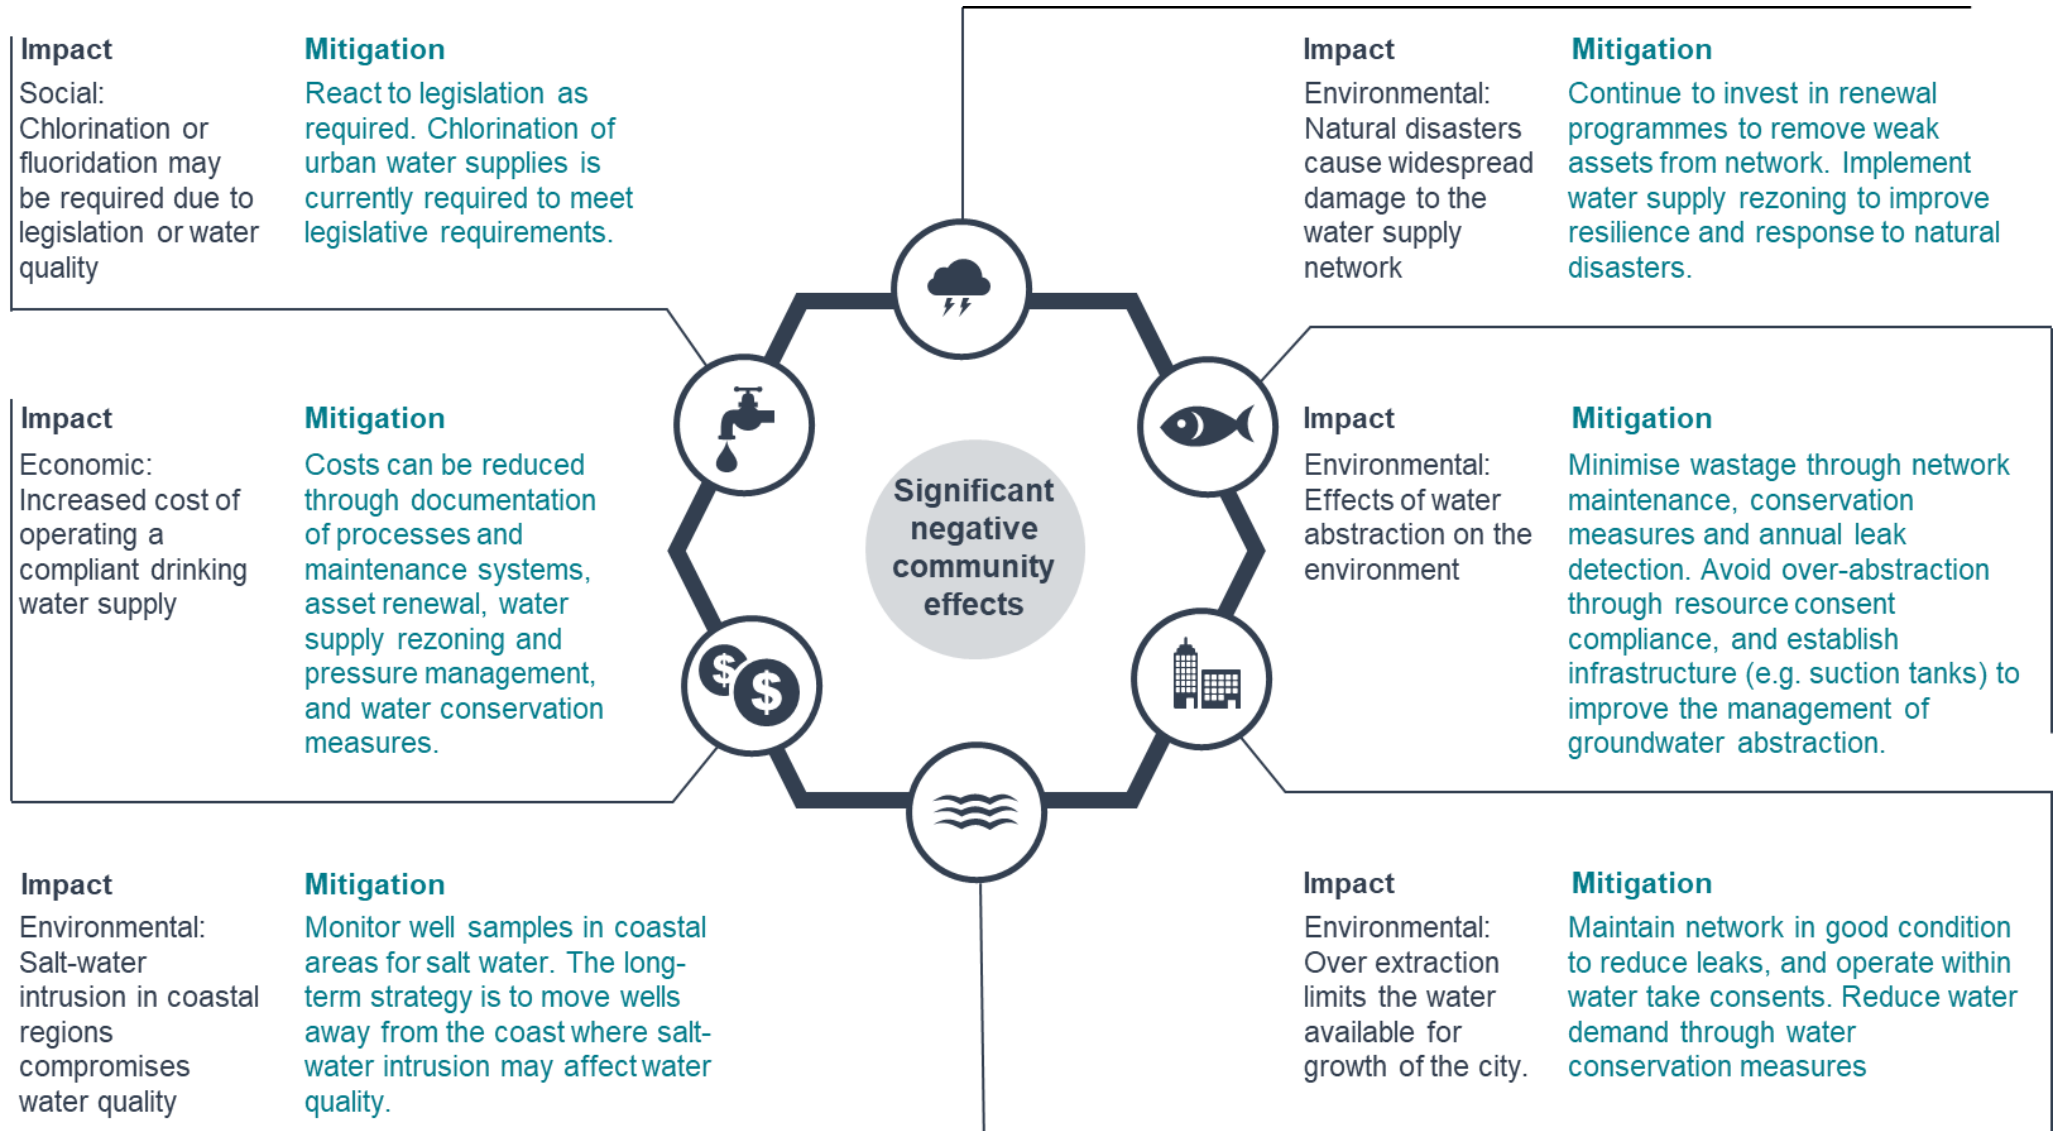 Impact
Mitigation
Social:
Chlorination or
fluoridation may
be required due to
legislation or water
quality
React to legislation as
required. Chlorination of
urban water supplies is
currently required to meet
legislative requirements.
Impact
Mitigation
Environmental:
Natural disasters
cause widespread
damage to the
water supply
network
Continue to invest in renewal
programmes to remove weak
assets from network. Implement
water supply rezoning to improve
resilience and response to natural
disasters.
Impact
Mitigation
Economic:
Increased cost of
operating a
compliant drinking
water supply
Costs can be reduced
through documentation
of processes and
maintenance systems,
asset renewal, water
supply rezoning and
pressure management,
and water conservation
measures.
$
$
Significant
negative
community
effects
Impact
Mitigation
Environmental:
Effects of water
abstraction on the
environment
Minimise wastage through network
maintenance, conservation
measures and annual leak
detection. Avoid over-abstraction
through resource consent
compliance, and establish
infrastructure (e.g. suction tanks) to
improve the management of
groundwater abstraction.
Impact
Mitigation
Environmental:
Salt-water
intrusion in coastal
regions
compromises
water quality
Monitor well samples in coastal
areas for salt water. The long-
term strategy is to move wells
away from the coast where salt-
water intrusion may affect water
quality.
Impact
Mitigation
Environmental:
Over extraction
limits the water
available for
growth of the city.
Maintain network in good condition
to reduce leaks, and operate within
water take consents. Reduce water
demand through water
conservation measures